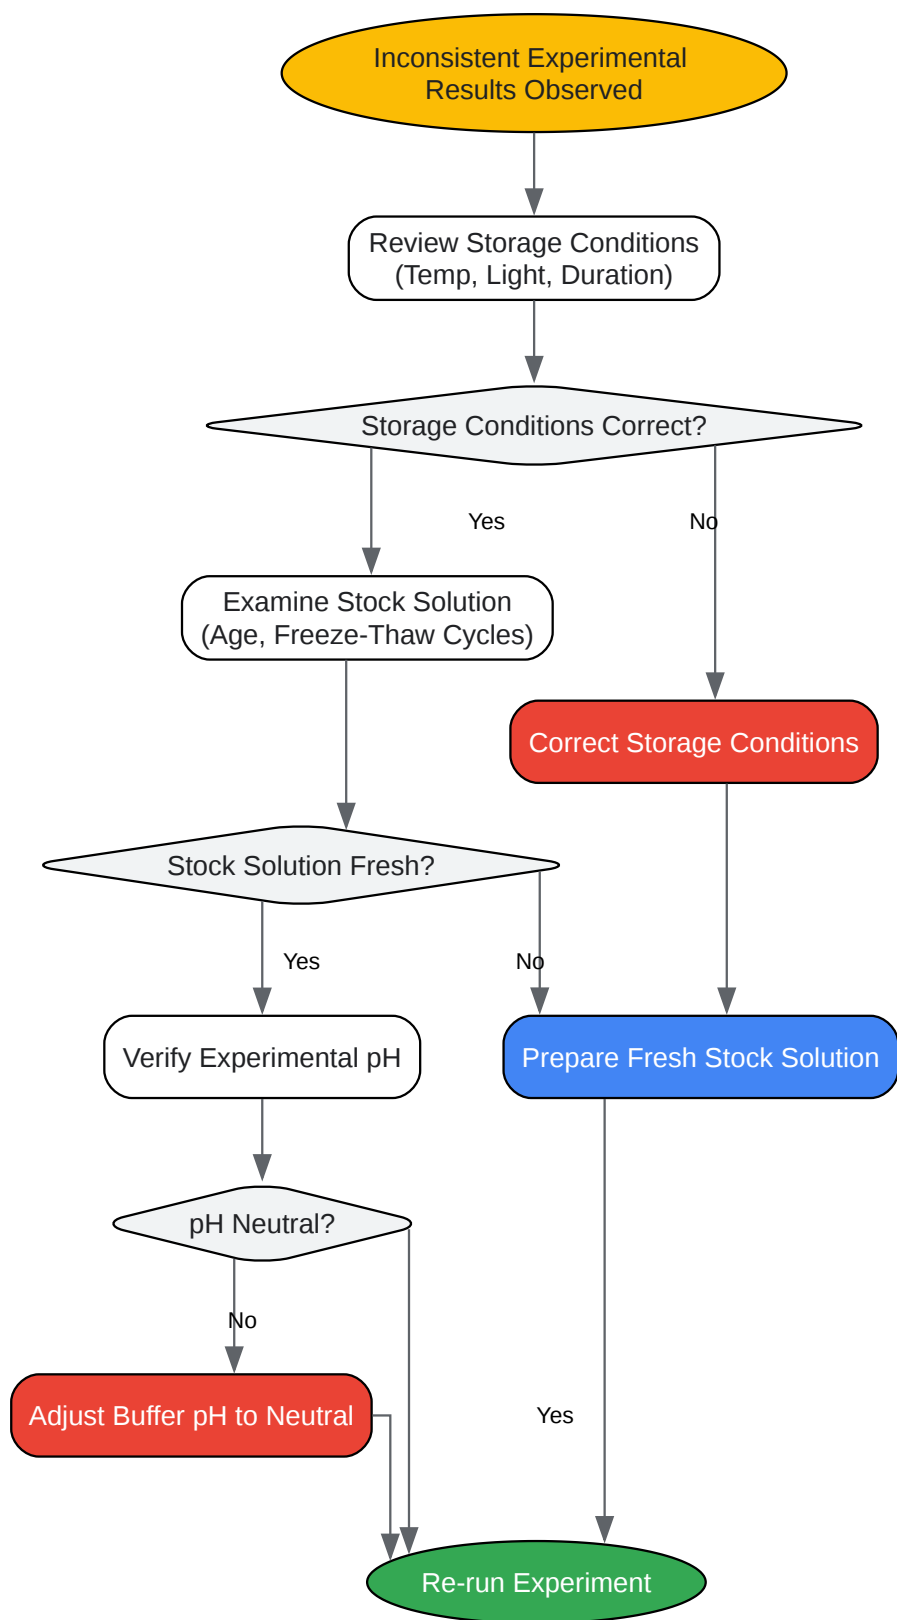 Inconsistent Experimental
Results Observed
Review Storage Conditions
(Temp, Light, Duration)
Storage Conditions Correct?
Yes
No
Examine Stock Solution
(Age, Freeze-Thaw Cycles)
Correct Storage Conditions
Stock Solution Fresh?
Yes
No
Verify Experimental pH
Prepare Fresh Stock Solution
pH Neutral?
No
Adjust Buffer pH to Neutral
Yes
Re-run Experiment